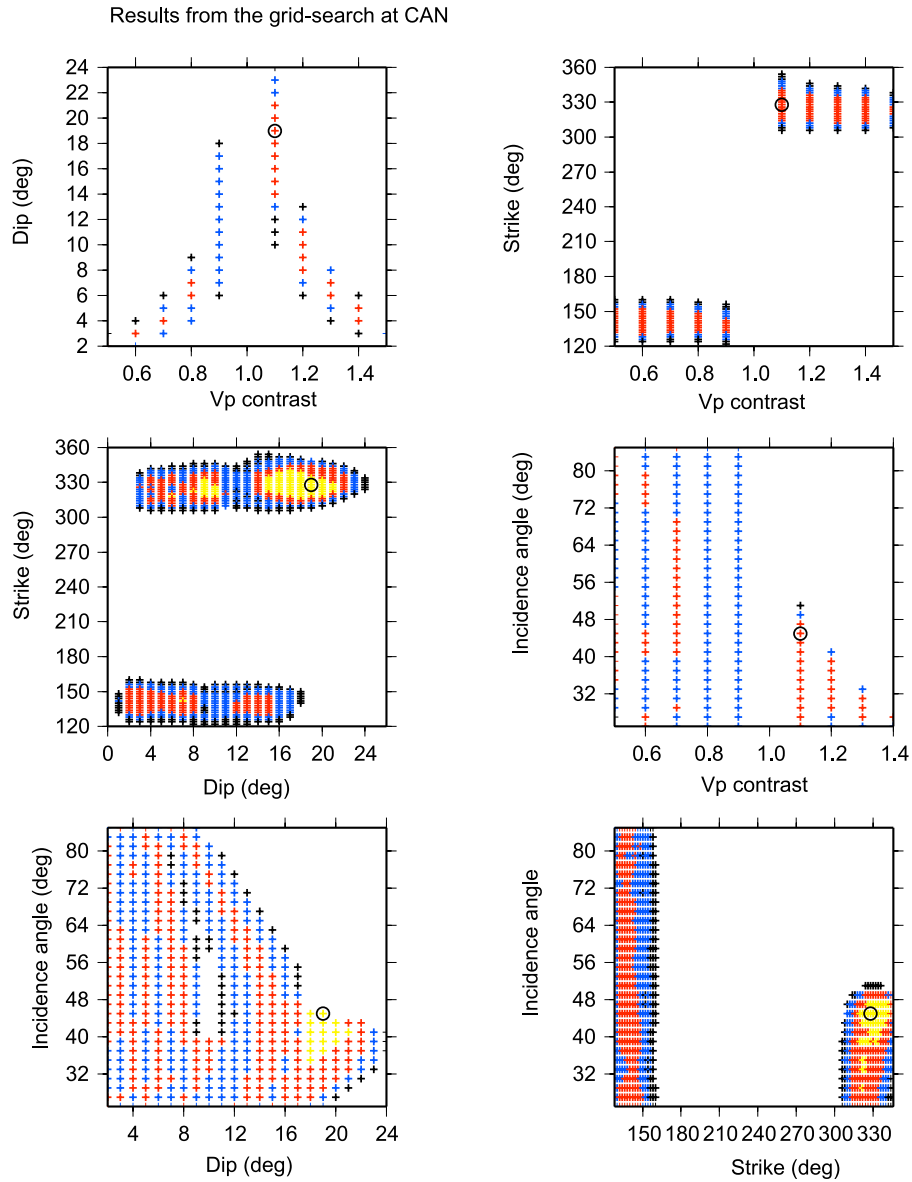 Results from the grid-search at CAN
24
22
20
18
16
14
12
10
8
6
4
2
Dip (deg)
0.6 0.8 1.0 1.2 1.4
Vp contrast
360
330
300
270
240
210
180
150
120
Strike (deg)
0.6 0.8 1.0 1.2 1.4
Vp contrast
360
330
300
270
240
210
180
150
120
Strike (deg)
0 4 8 12 16 20 24
Dip (deg)
80
72
64
56
48
40
32
Incidence angle (deg)
0.6 0.8 1.0 1.2 1.4
Vp contrast
80
72
64
56
48
40
32
Incidence angle (deg)
4 8 12 16 20 24
Dip (deg)
80
72
64
56
48
40
32
Incidence angle
150 180 210 240 270 300 330
Strike (deg)